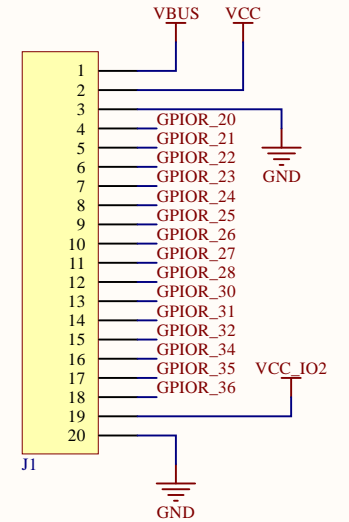 VBUS VCC
1
2
3
4 GPIOR_20
5 GPIOR_21
6 GPIOR_22
7 GPIOR_23
8 GPIOR_24
9 GPIOR_25
10 GPIOR_26
11 GPIOR_27
12 GPIOR_28
13 GPIOR_30
14 GPIOR_31
15 GPIOR_32
16 GPIOR_34
17 GPIOR_35
18 GPIOR_36
19
20
GND
VCC_IO2
J1
GND